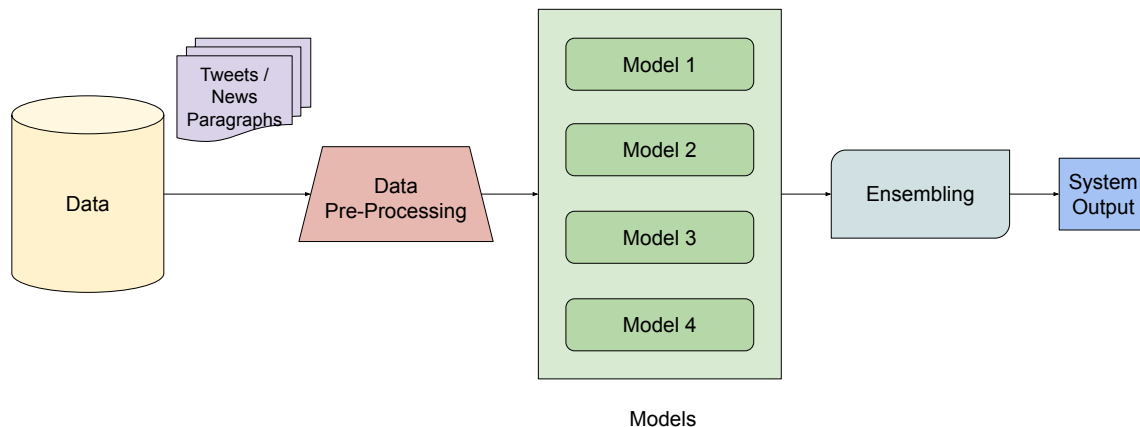 Tweets /
News
Paragraphs
Data
Data
Pre-Processing
Model 1
Model 2
Model 3
Model 4
Models
Ensembling
System
Output